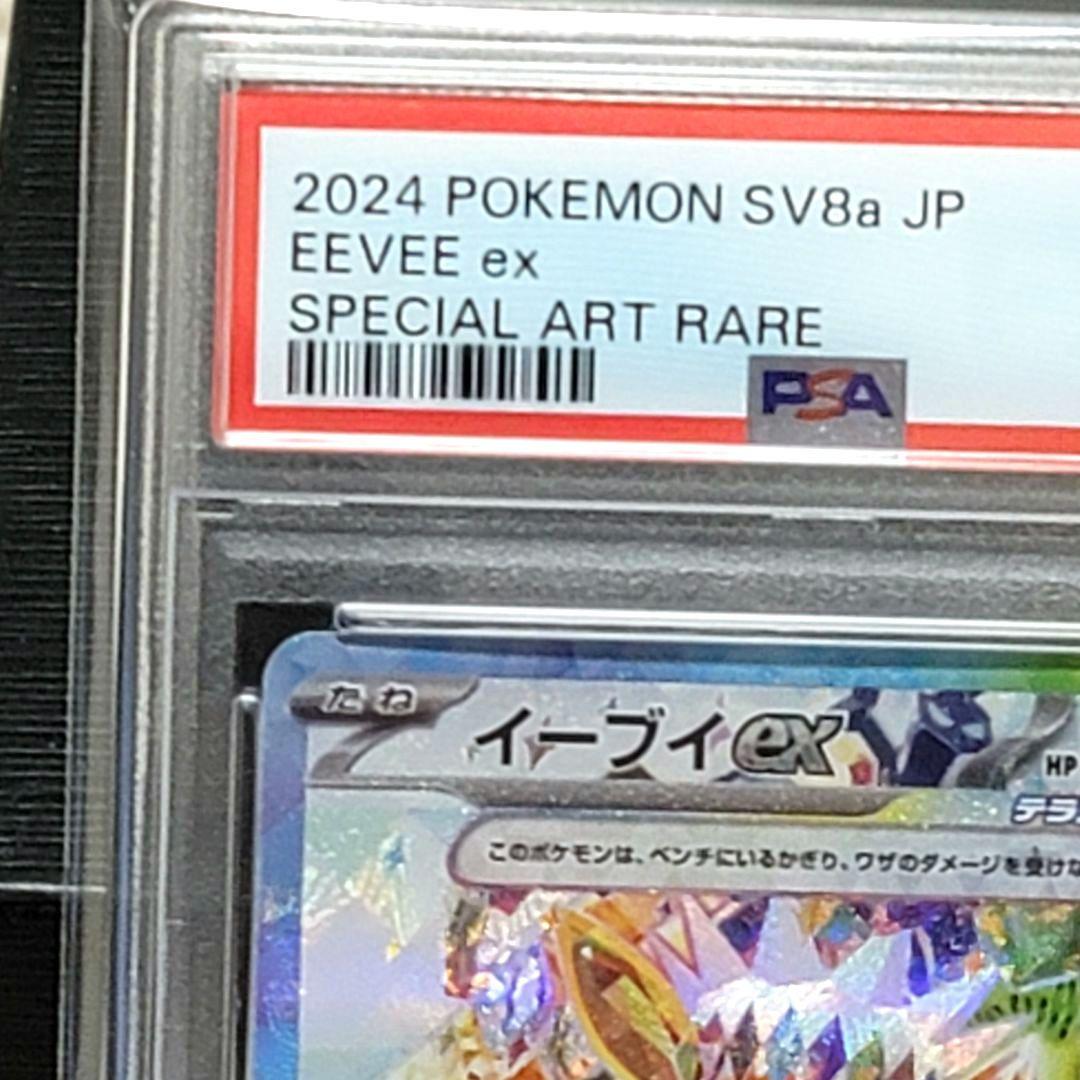 2024 POKEMON SV8a JP
EEVEE ex
SPECIAL ART RARE
PSA
たね
イーブイex
HP
テラ
このポケモンは、ベンチにいるかぎり、ワザのダメージを受けな